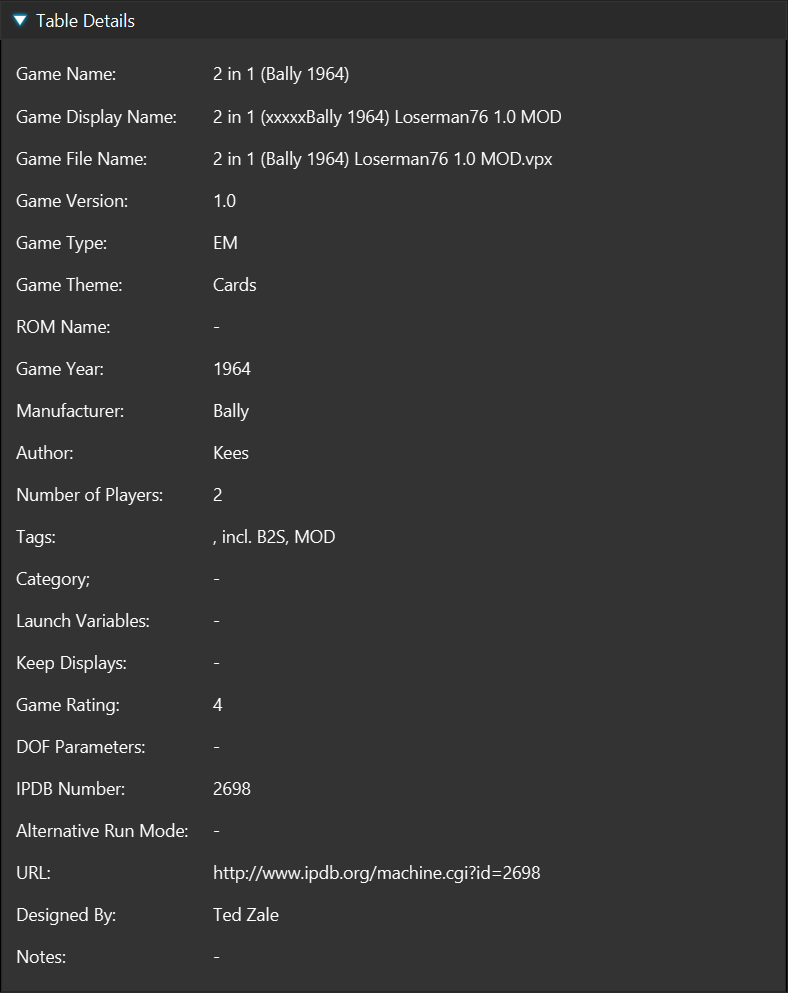 Table Details
Game Name: 2 in 1 (Bally 1964)
Game Display Name: 2 in 1 (xxxxxBally 1964) Loserman76 1.0 MOD
Game File Name: 2 in 1 (Bally 1964) Loserman76 1.0 MOD.vpx
Game Version: 1.0
Game Type: EM
Game Theme: Cards
ROM Name: -
Game Year: 1964
Manufacturer: Bally
Author: Kees
Number of Players: 2
Tags: , incl. B2S, MOD
Category; -
Launch Variables: -
Keep Displays: -
Game Rating: 4
DOF Parameters: -
IPDB Number: 2698
Alternative Run Mode: -
URL: http://www.ipdb.org/machine.cgi?id=2698
Designed By: Ted Zale
Notes: -